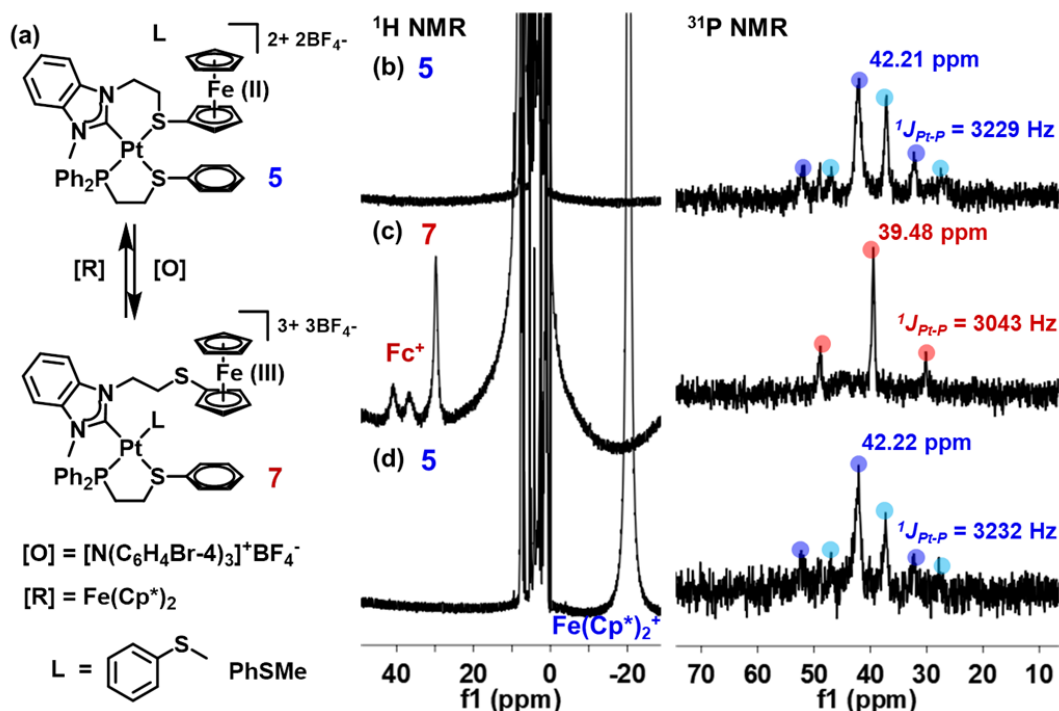 (a)
L
2+ 2BF₄⁻
Fe (II)
N
N
S
Pt
Ph₂P
S
5
[R]
[O]
3+ 3BF₄⁻
S
Fe (III)
N
N
L
Pt
Ph₂P
S
7
[O] = [N(C₆H₄Br-4)₃]⁺BF₄⁻
[R] = Fe(Cp*)₂
L =
S
PhSMe
¹H NMR
(b) 5
(c) 7
Fc⁺
(d) 5
Fe(Cp*)₂⁺
40 20 0 -20
f1 (ppm)
³¹P NMR
42.21 ppm
¹J_Pt-P = 3229 Hz
39.48 ppm
¹J_Pt-P = 3043 Hz
42.22 ppm
¹J_Pt-P = 3232 Hz
70 60 50 40 30 20 10
f1 (ppm)